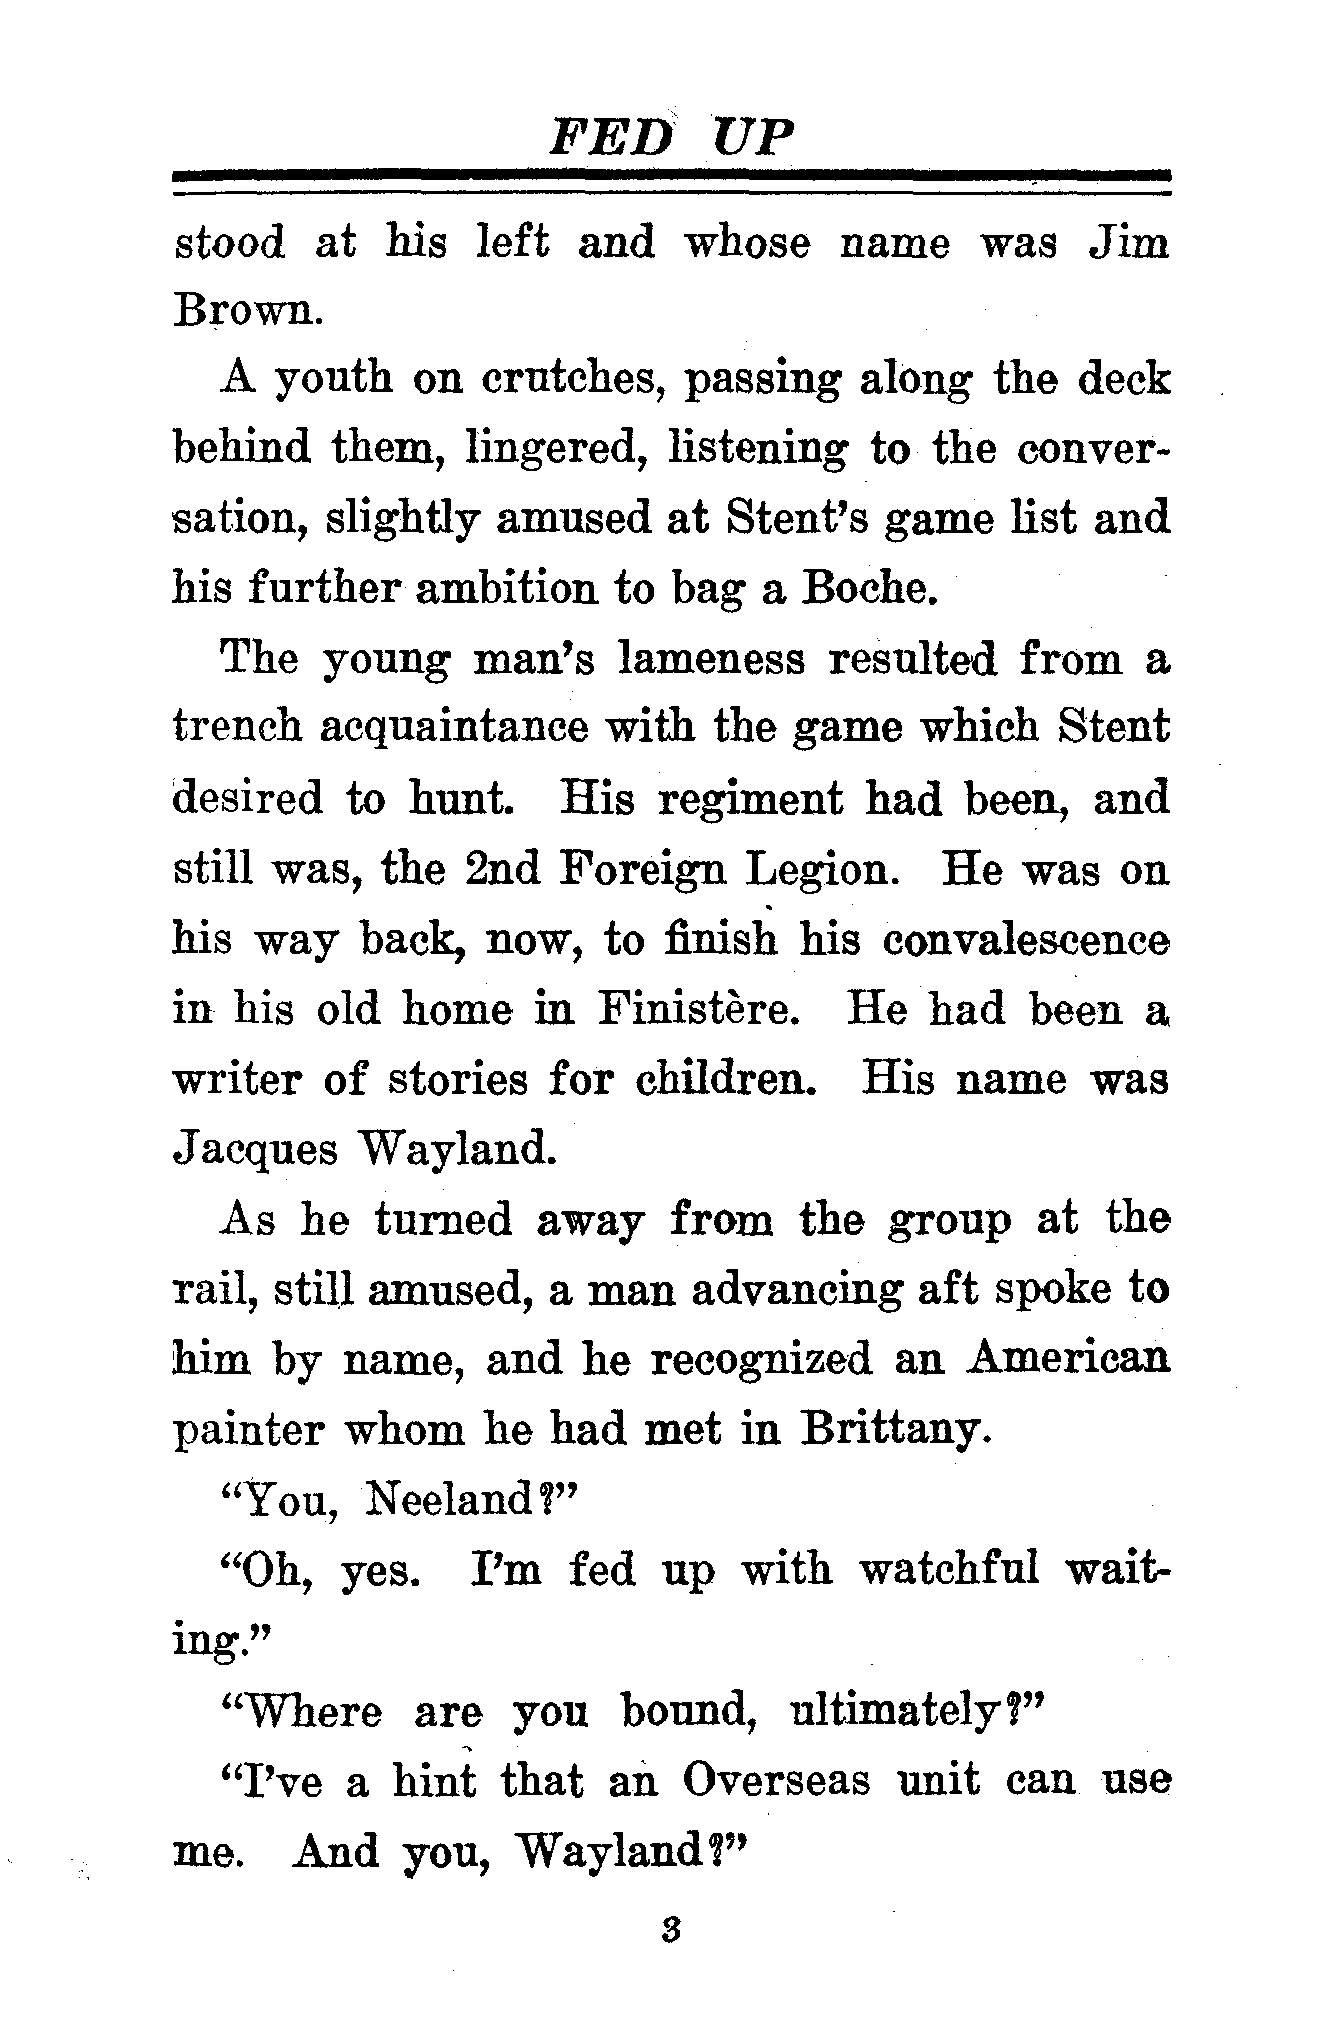 FED UP
stood at his left and whose name was Jim
Brown.
A youth on crutches, passing along the deck
behind them, lingered, listening to the conver-
sation, slightly amused at Stent's game list and
his further ambition to bag a Boche.
The young man's lameness resulted from a
trench acquaintance with the game which Stent
desired to hunt. His regiment had been, and
still was, the 2nd Foreign Legion. He was on
his way back, now, to finish his convalescence
in his old home in Finistère. He had been a
writer of stories for children. His name was
Jacques Wayland.
As he turned away from the group at the
rail, still amused, a man advancing aft spoke to
him by name, and he recognized an American
painter whom he had met in Brittany.
“You, Neeland?”
“Oh, yes. I'm fed up with watchful wait-
ing.”
“Where are you bound, ultimately?”
“I've a hint that an Overseas unit can use
me. And you, Wayland?”
3